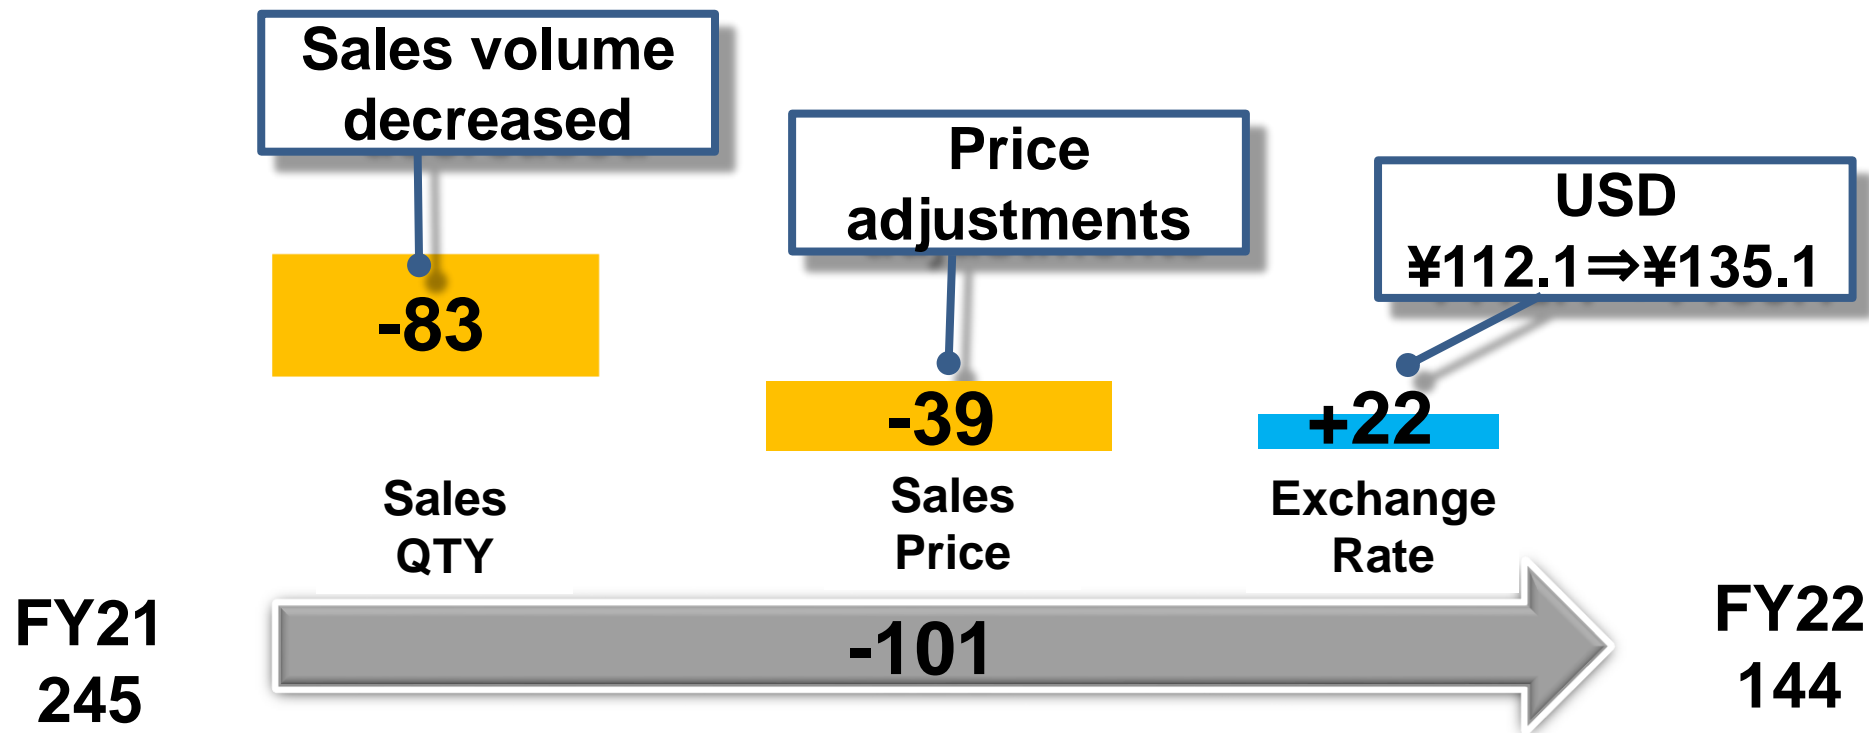 Sales volume
decreased
Price
adjustments
USD
¥112.1⇒¥135.1
-83
-39
+22
Sales
QTY
Sales
Price
Exchange
Rate
FY21
245
-101
FY22
144